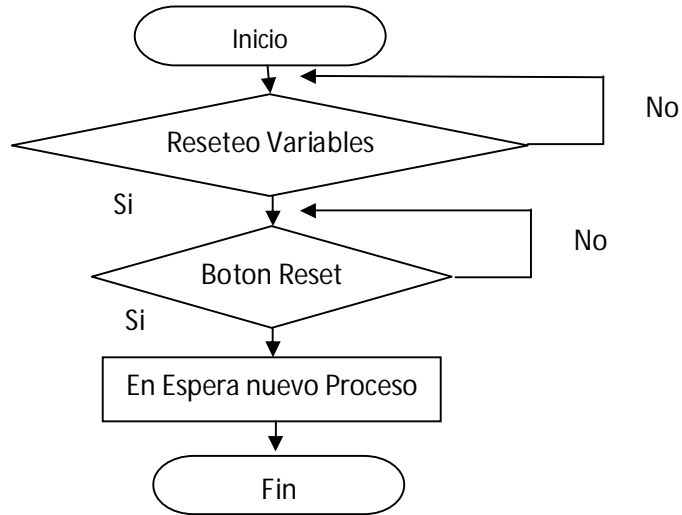 Inicio
No
Reseteo Variables
Si
No
Boton Reset
Si
En Espera nuevo Proceso
Fin